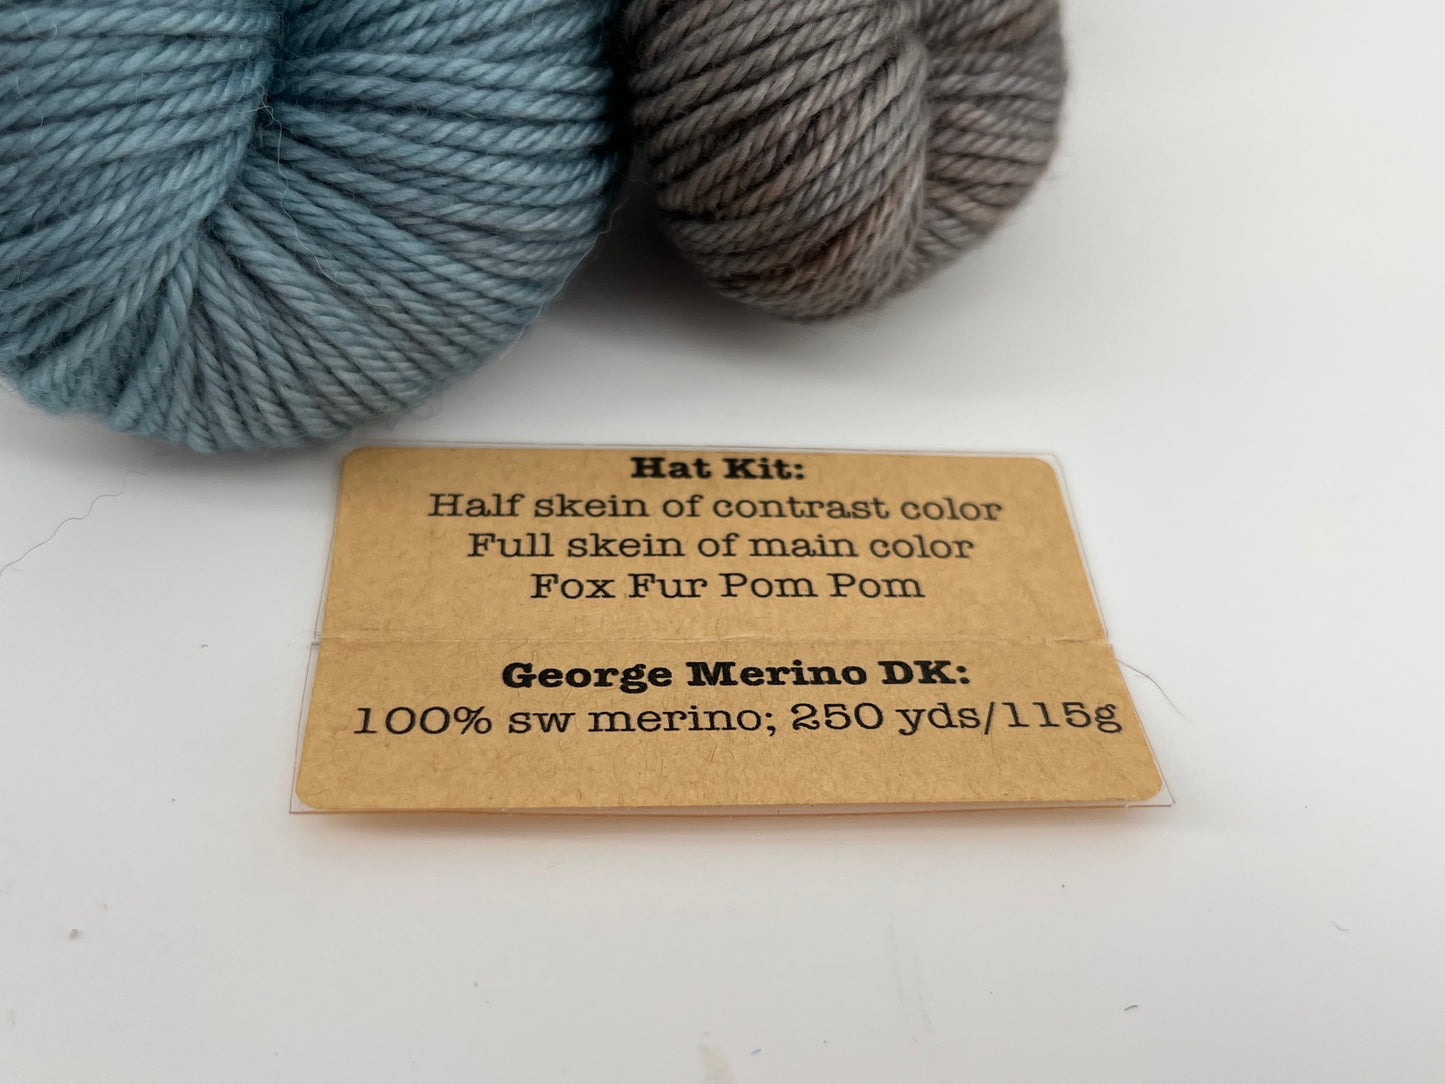 Hat Kit:
Half skein of contrast color
Full skein of main color
Fox Fur Pom Pom
George Merino DK:
100% sw merino; 250 yds/115g